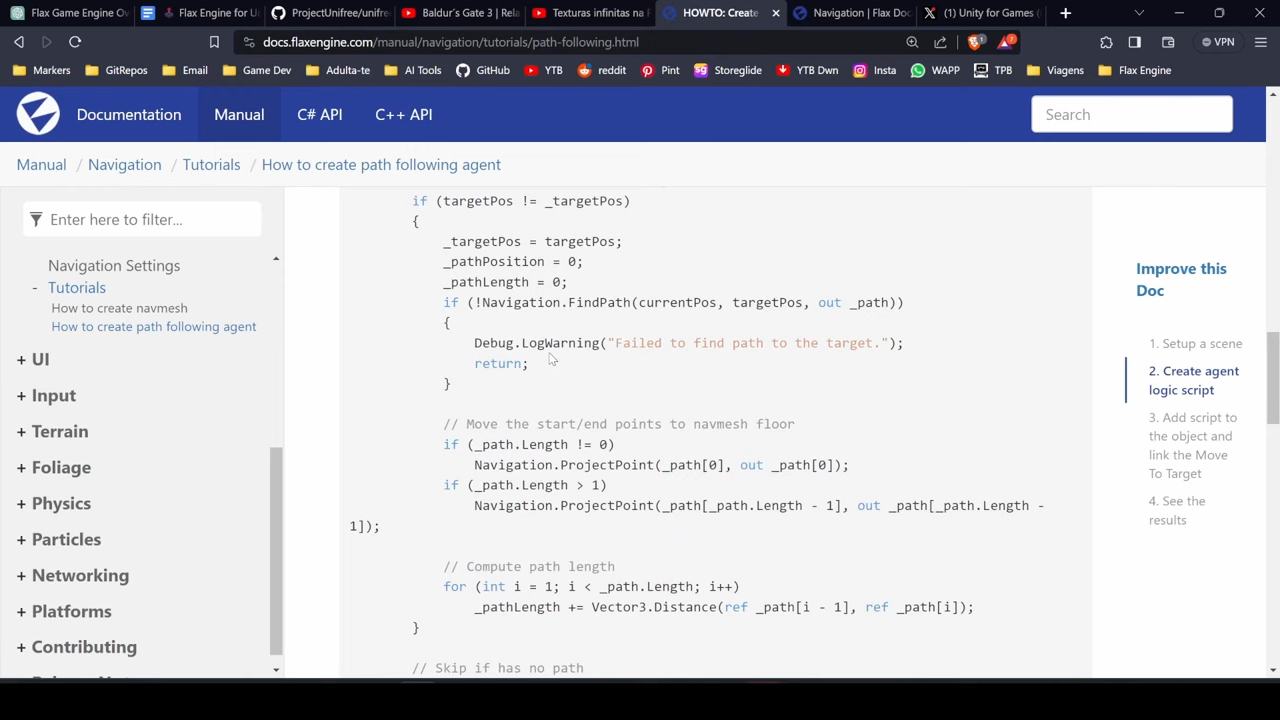 Flax Game Engine Ov
Flax Engine for U
ProjectUnifree/unifre
Baldur's Gate 3 | Rela
Texturas infinitas na
HOWTO: Create
Navigation | Flax Doc
(1) Unity for Games (
docs.flaxengine.com/manual/navigation/tutorials/path-following.html
1
7
VPN
Markers
GitRepos
Email
Game Dev
Adulta-te
AI Tools
GitHub
YTB
reddit
Pint
Storeglide
YTB Dwn
Insta
WAPP
TPB
Viagens
Flax Engine
Documentation
Manual
C# API
C++ API
Search
Manual / Navigation / Tutorials / How to create path following agent
Enter here to filter...
Navigation Settings
- Tutorials
How to create navmesh
How to create path following agent
+ UI
+ Input
+ Terrain
+ Foliage
+ Physics
+ Particles
+ Networking
+ Platforms
+ Contributing
if (targetPos != _targetPos)
{
_targetPos = targetPos;
_pathPosition = 0;
_pathLength = 0;
if (!Navigation.FindPath(currentPos, targetPos, out _path))
{
Debug.LogWarning("Failed to find path to the target.");
return;
}
// Move the start/end points to navmesh floor
if (_path.Length != 0)
Navigation.ProjectPoint(_path[0], out _path[0]);
if (_path.Length > 1)
Navigation.ProjectPoint(_path[_path.Length - 1], out _path[_path.Length -
1]);
// Compute path length
for (int i = 1; i < _path.Length; i++)
_pathLength += Vector3.Distance(ref _path[i - 1], ref _path[i]);
}
// Skip if has no path
Improve this
Doc
1. Setup a scene
2. Create agent
logic script
3. Add script to
the object and
link the Move
To Target
4. See the
results